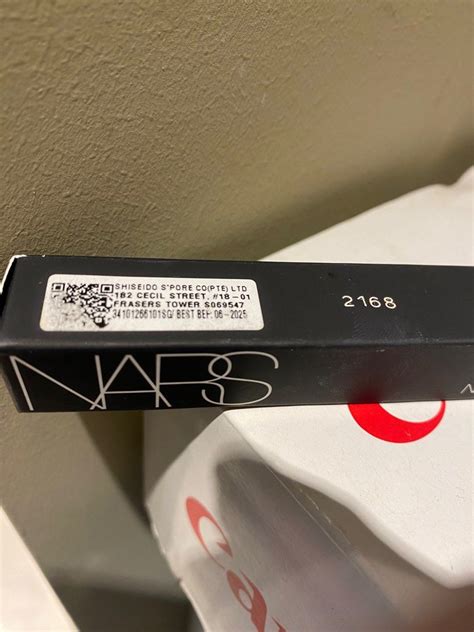 SHISEIDO S'PORE CO(PTE) LTD
182 CECIL STREET, #18-01
FRASERS TOWER S069547
34101266101SG/ BEST BEF: 06-2025
2168
NARS